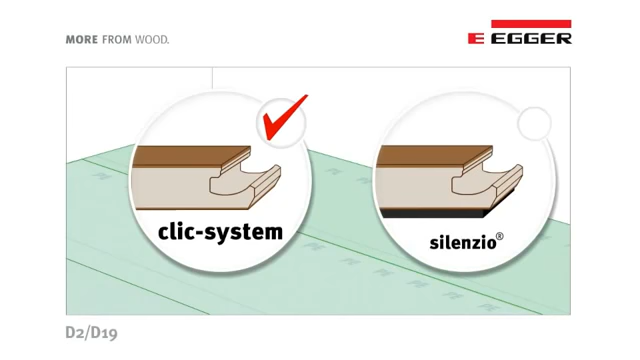 MORE FROM WOOD.
E EGGER
clic-system
silenzio®
D2/D19